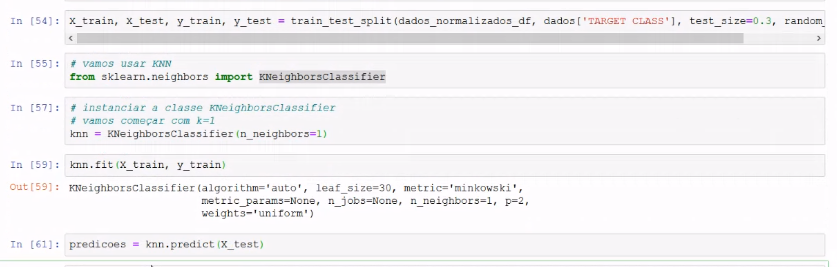 In [54]: X_train, X_test, y_train, y_test = train_test_split(dados_normalizados_df, dados['TARGET CLASS'], test_size=0.3, random_
In [55]: # vamos usar KNN
from sklearn.neighbors import KNeighborsClassifier
In [57]: # instanciar a classe KNeighborsClassifier
# vamos começar com k=1
knn = KNeighborsClassifier(n_neighbors=1)
In [59]: knn.fit(X_train, y_train)
Out[59]: KNeighborsClassifier(algorithm='auto', leaf_size=30, metric='minkowski',
metric_params=None, n_jobs=None, n_neighbors=1, p=2,
weights='uniform')
In [61]: predicoes = knn.predict(X_test)